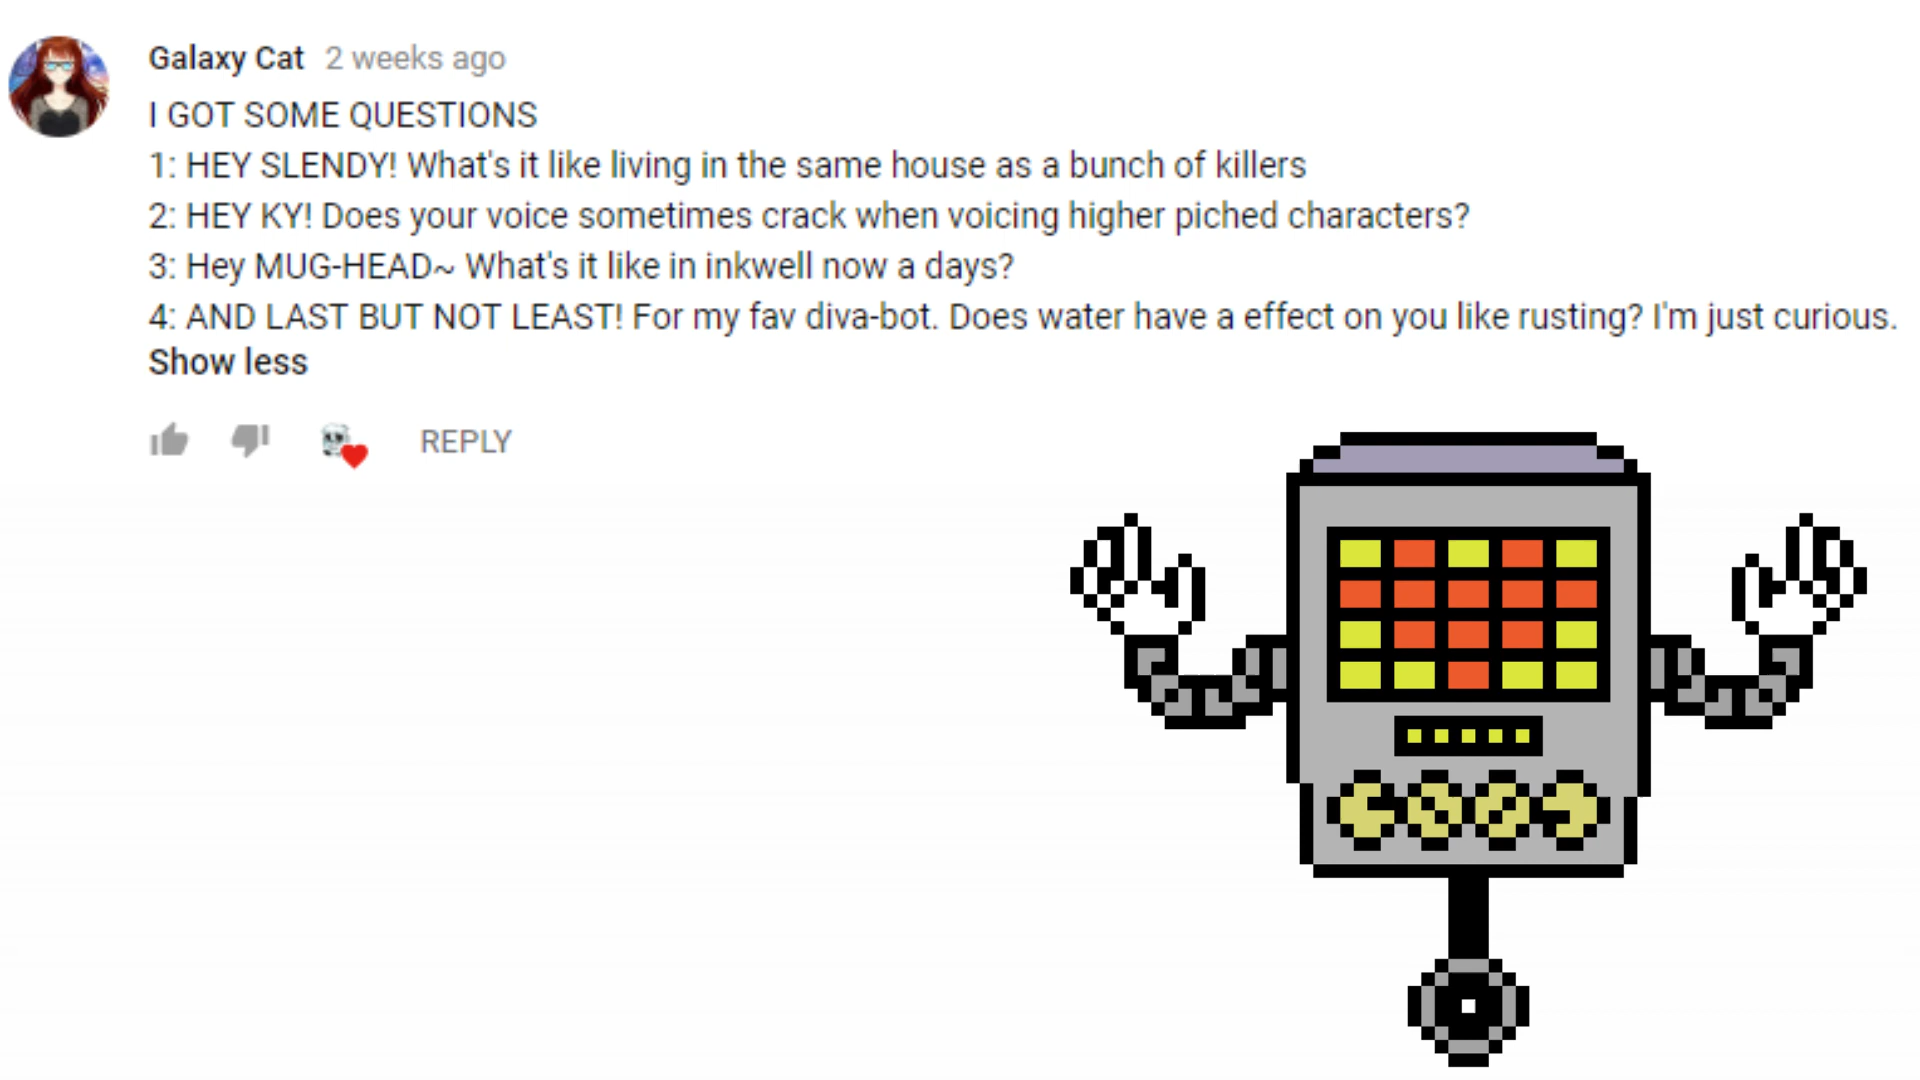 Galaxy Cat 2 weeks ago
I GOT SOME QUESTIONS
1: HEY SLENDY! What's it like living in the same house as a bunch of killers
2: HEY KY! Does your voice sometimes crack when voicing higher piched characters?
3: Hey MUG-HEAD~ What's it like in inkwell now a days?
4: AND LAST BUT NOT LEAST! For my fav diva-bot. Does water have a effect on you like rusting? I'm just curious.
Show less
REPLY